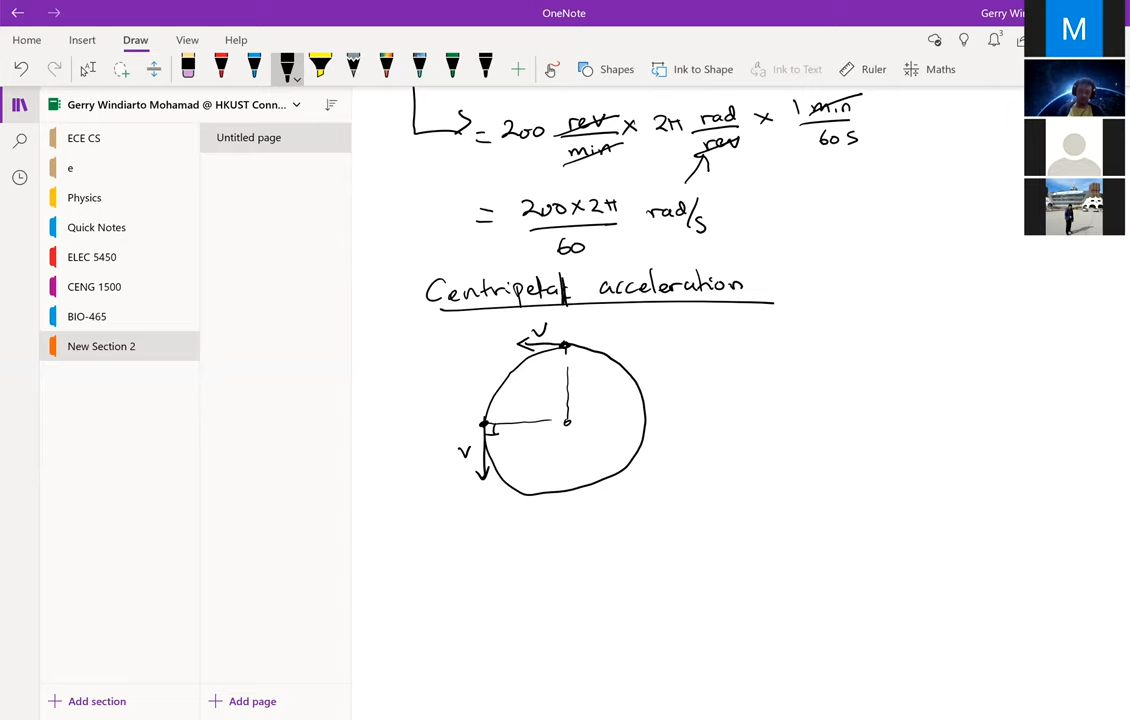 OneNote
Gerry Win
M
Home Insert Draw View Help
3
Shapes Ink to Shape Ink to Text Ruler Maths
Gerry Windiarto Mohamad @ HKUST Conn...
ECE CS
e
Physics
Quick Notes
ELEC 5450
CENG 1500
BIO-465
New Section 2
Add section
Untitled page
Add page
= 200 rev/min × 2π rad/rev × 1 min/60 s
= 200 × 2π/60 rad/s
Centripetal acceleration
v
v